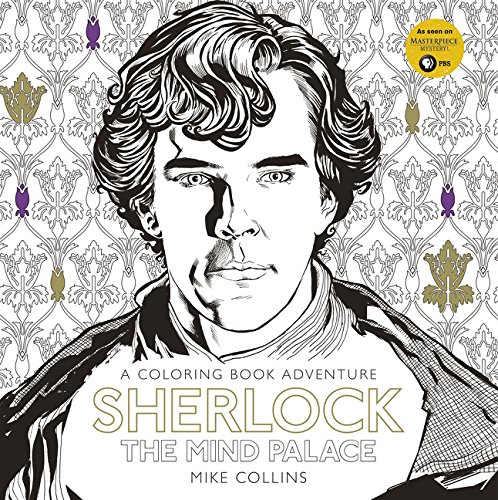 As seen on
MASTERPIECE
MYSTERY!
PBS
A COLORING BOOK ADVENTURE
SHERLOCK
THE MIND PALACE
MIKE COLLINS